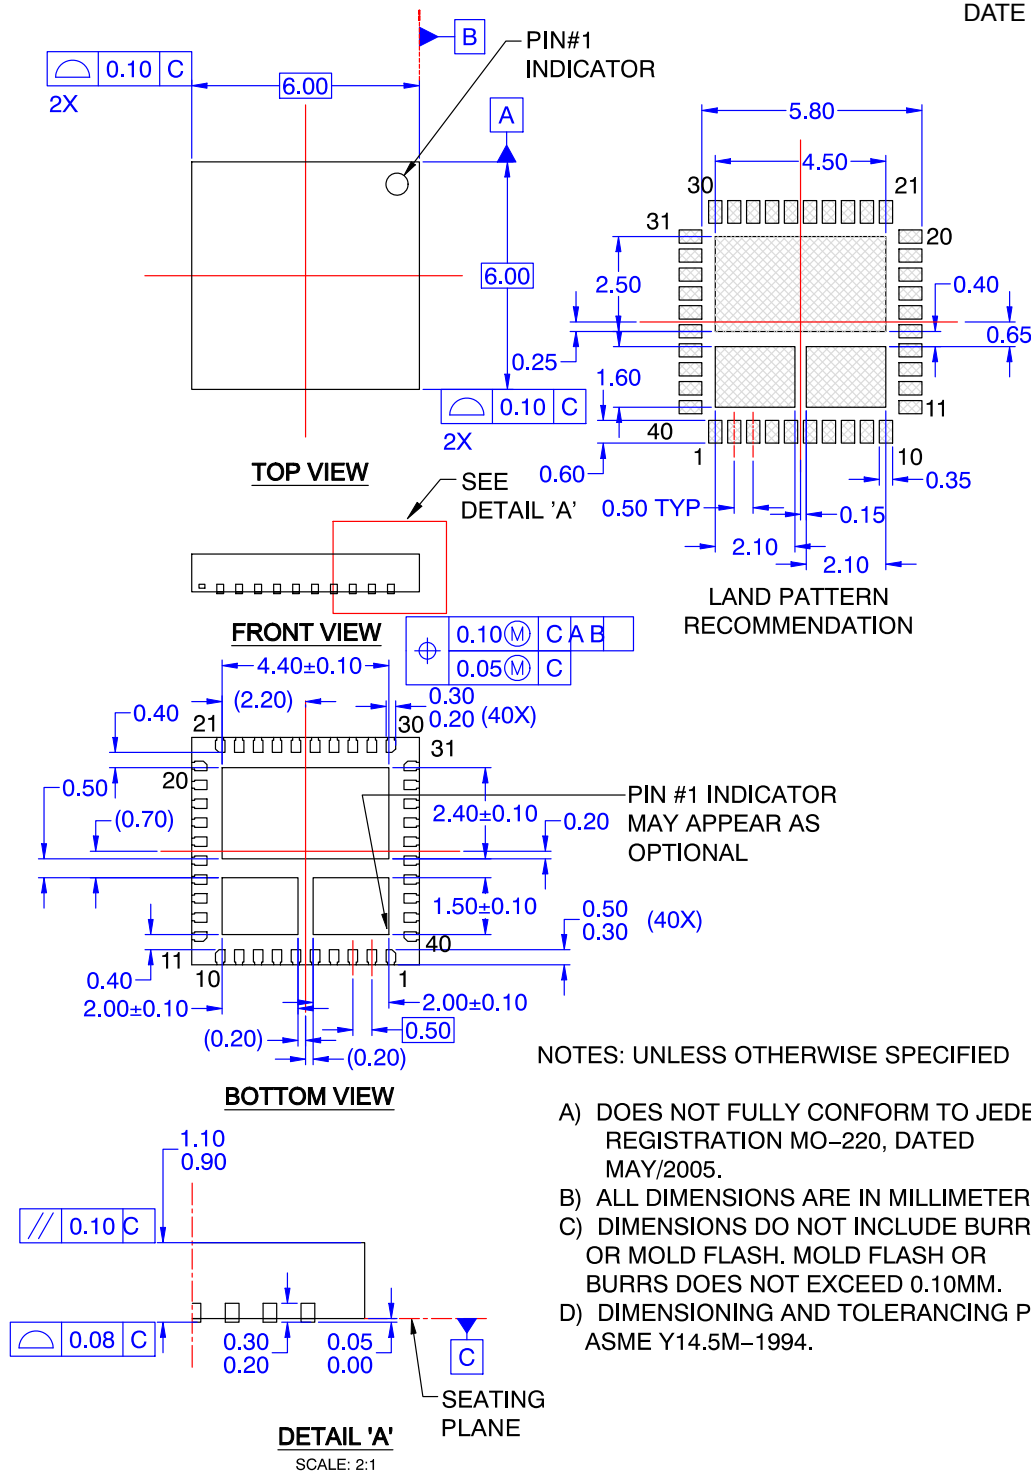 DATE
B
PIN#1
INDICATOR
0.10 C
2X
6.00
A
6.00
0.10 C
2X
TOP VIEW
5.80
4.50
30
21
31
20
2.50
0.40
0.65
0.25
1.60
11
40
1
10
0.60
0.35
0.50 TYP
0.15
2.10
2.10
LAND PATTERN
RECOMMENDATION
SEE
DETAIL 'A'
FRONT VIEW
0.10 Ⓜ C A B
0.05 Ⓜ C
4.40±0.10
(2.20)
0.30
0.20 (40X)
0.40
21
30
31
20
0.50
(0.70)
2.40±0.10
0.20
PIN #1 INDICATOR
MAY APPEAR AS
OPTIONAL
1.50±0.10
0.50
0.30 (40X)
40
11
10
1
0.40
2.00±0.10
2.00±0.10
0.50
(0.20)
(0.20)
BOTTOM VIEW
NOTES: UNLESS OTHERWISE SPECIFIED
A) DOES NOT FULLY CONFORM TO JEDE
REGISTRATION MO-220, DATED
MAY/2005.
B) ALL DIMENSIONS ARE IN MILLIMETER
C) DIMENSIONS DO NOT INCLUDE BURR
OR MOLD FLASH. MOLD FLASH OR
BURRS DOES NOT EXCEED 0.10MM.
D) DIMENSIONING AND TOLERANCING P
ASME Y14.5M-1994.
1.10
0.90
// 0.10 C
0.08 C
0.30
0.20
0.05
0.00
C
SEATING
PLANE
DETAIL 'A'
SCALE: 2:1